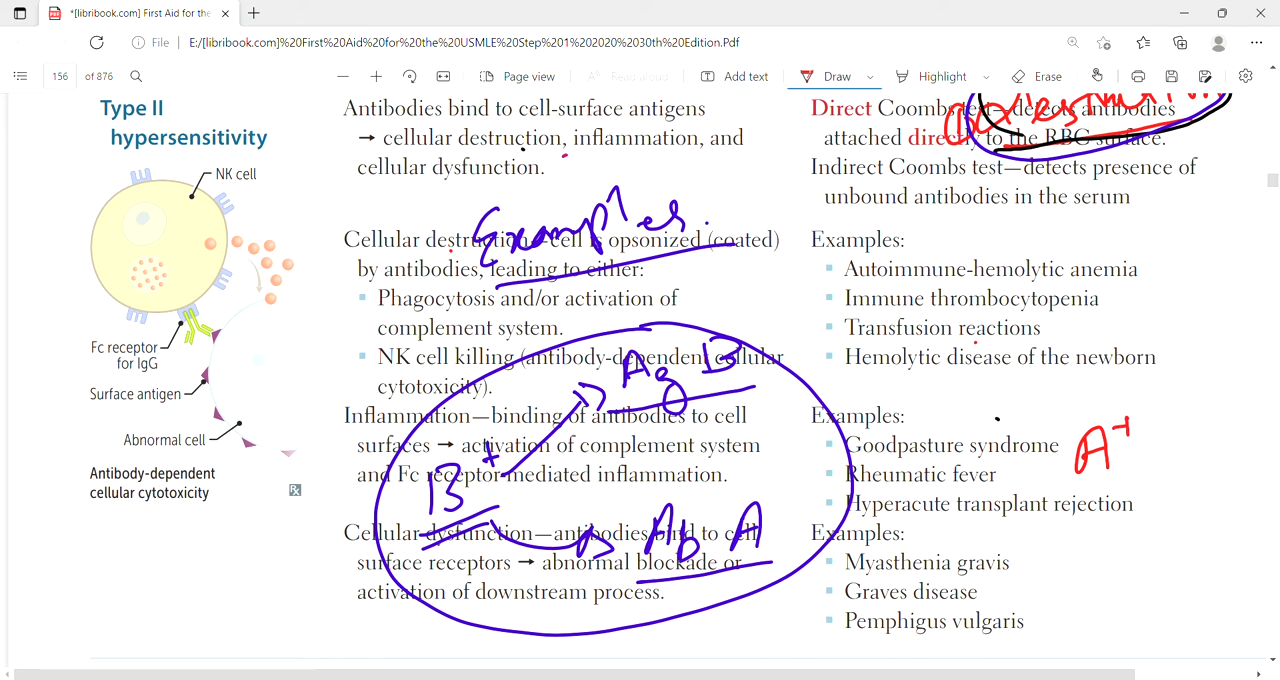 *[libribook.com] First Aid for the
File E:/[libribook.com]%20First%20Aid%20for%20the%20USMLE%20Step%201%202020%2030th%20Edition.Pdf
156 of 876 Page view Read aloud Add text Draw Highlight Erase
Type II
hypersensitivity
NK cell
Fc receptor
for IgG
Surface antigen
Abnormal cell
Antibody-dependent
cellular cytotoxicity
Rx
Antibodies bind to cell-surface antigens
→ cellular destruction, inflammation, and
cellular dysfunction.
Examples.
Cellular destruction—cell is opsonized (coated)
by antibodies, leading to either:
Phagocytosis and/or activation of
complement system.
NK cell killing (antibody-dependent cellular
cytotoxicity).
Ag B
Inflammation—binding of antibodies to cell
surfaces → activation of complement system
and Fc receptor-mediated inflammation.
B+
Ab A
Cellular dysfunction—antibodies bind to cell
surface receptors → abnormal blockade or
activation of downstream process.
Direct Coombs test—detects antibodies
attached directly to the RBC surface.
Indirect Coombs test—detects presence of
unbound antibodies in the serum
Examples:
Autoimmune-hemolytic anemia
Immune thrombocytopenia
Transfusion reactions
Hemolytic disease of the newborn
Examples:
Goodpasture syndrome
Rheumatic fever
Hyperacute transplant rejection
A+
Examples:
Myasthenia gravis
Graves disease
Pemphigus vulgaris